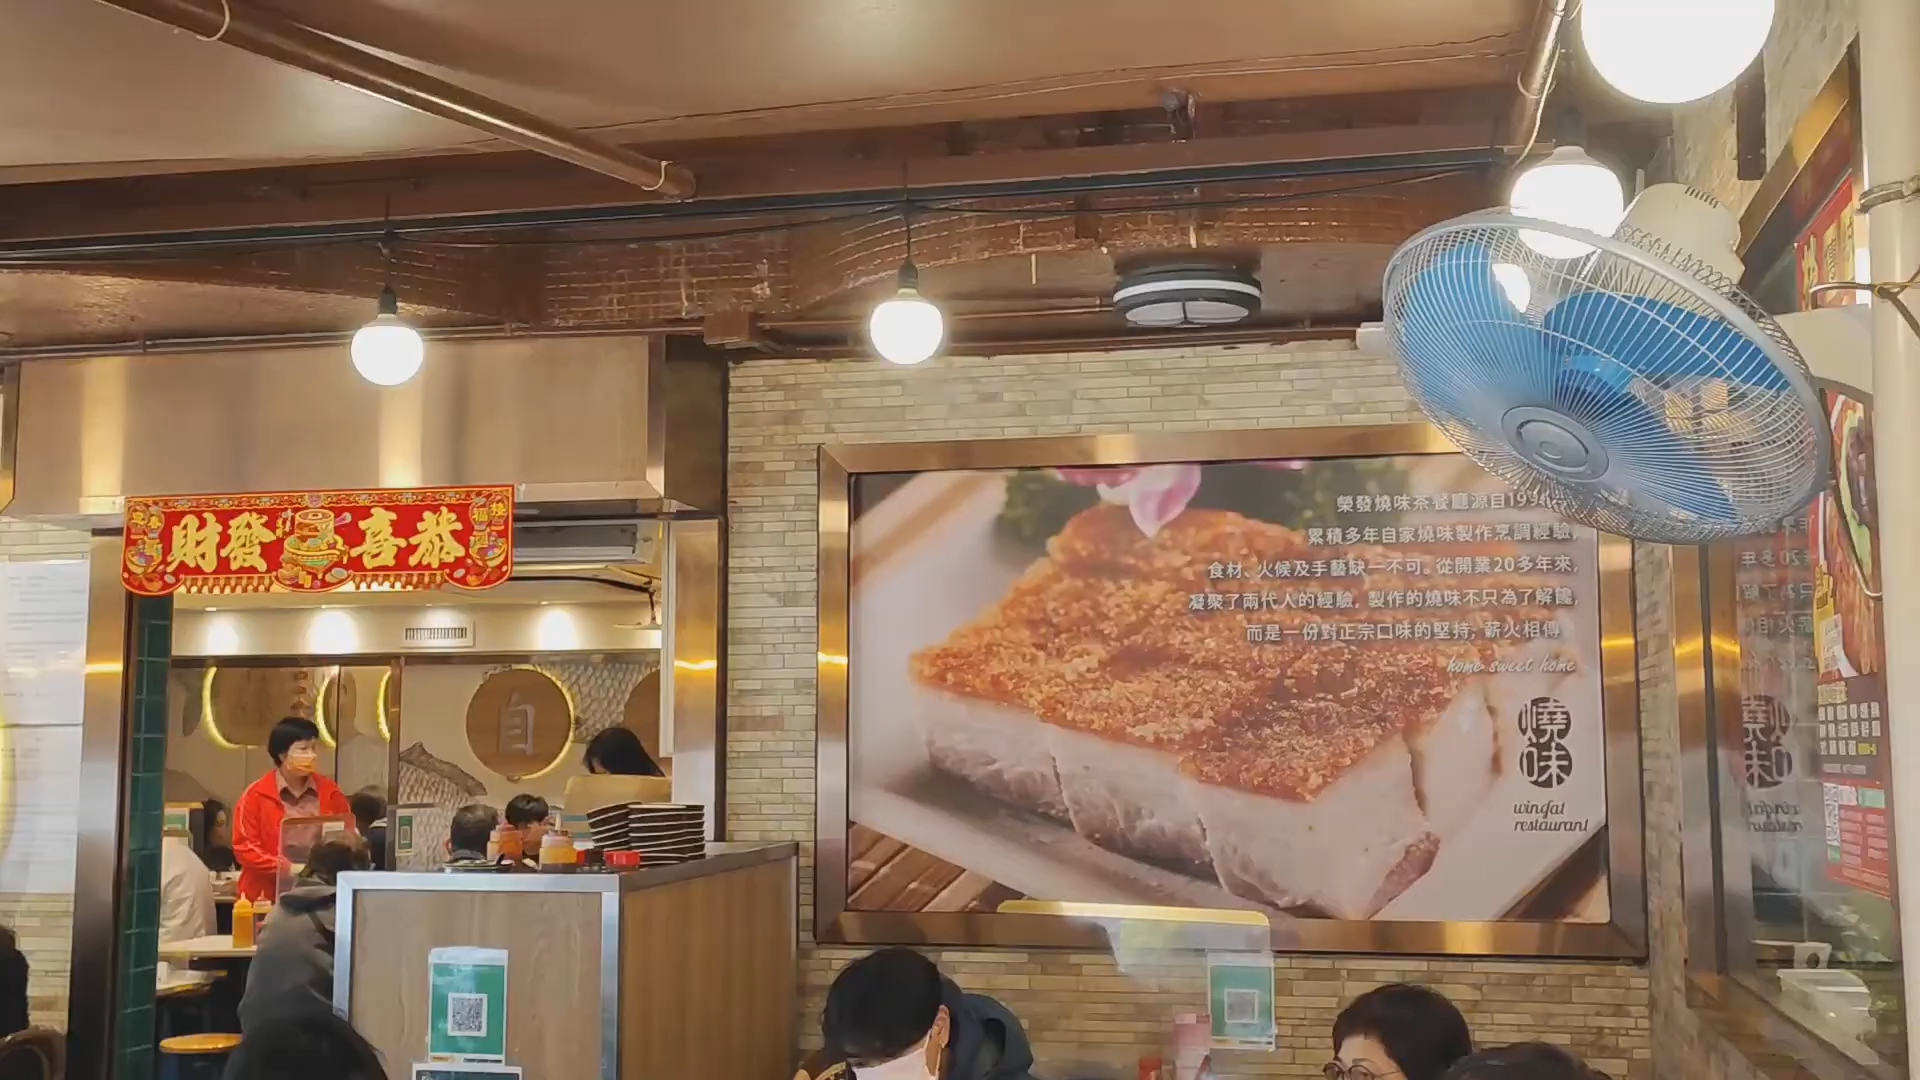 財發 喜恭
自
榮發燒味茶餐廳源自199
累積多年自家燒味製作烹調經驗,
食材、火候及手藝缺一不可。從開業20多年來,
凝聚了兩代人的經驗, 製作的燒味不只為了解饞,
而是一份對正宗口味的堅持, 薪火相傳
home sweet home
燒味
wingfat
restaurant